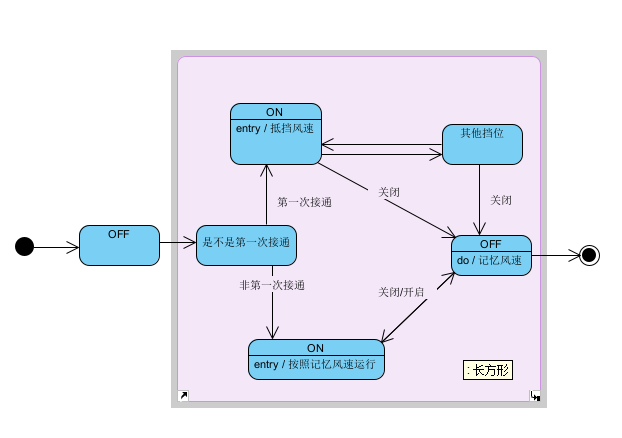 ON
entry / 抵挡风速
其他挡位
关闭
第一次接通
关闭
OFF
是不是第一次接通
OFF
do / 记忆风速
非第一次接通
关闭/开启
ON
entry / 按照记忆风速运行
: 长方形